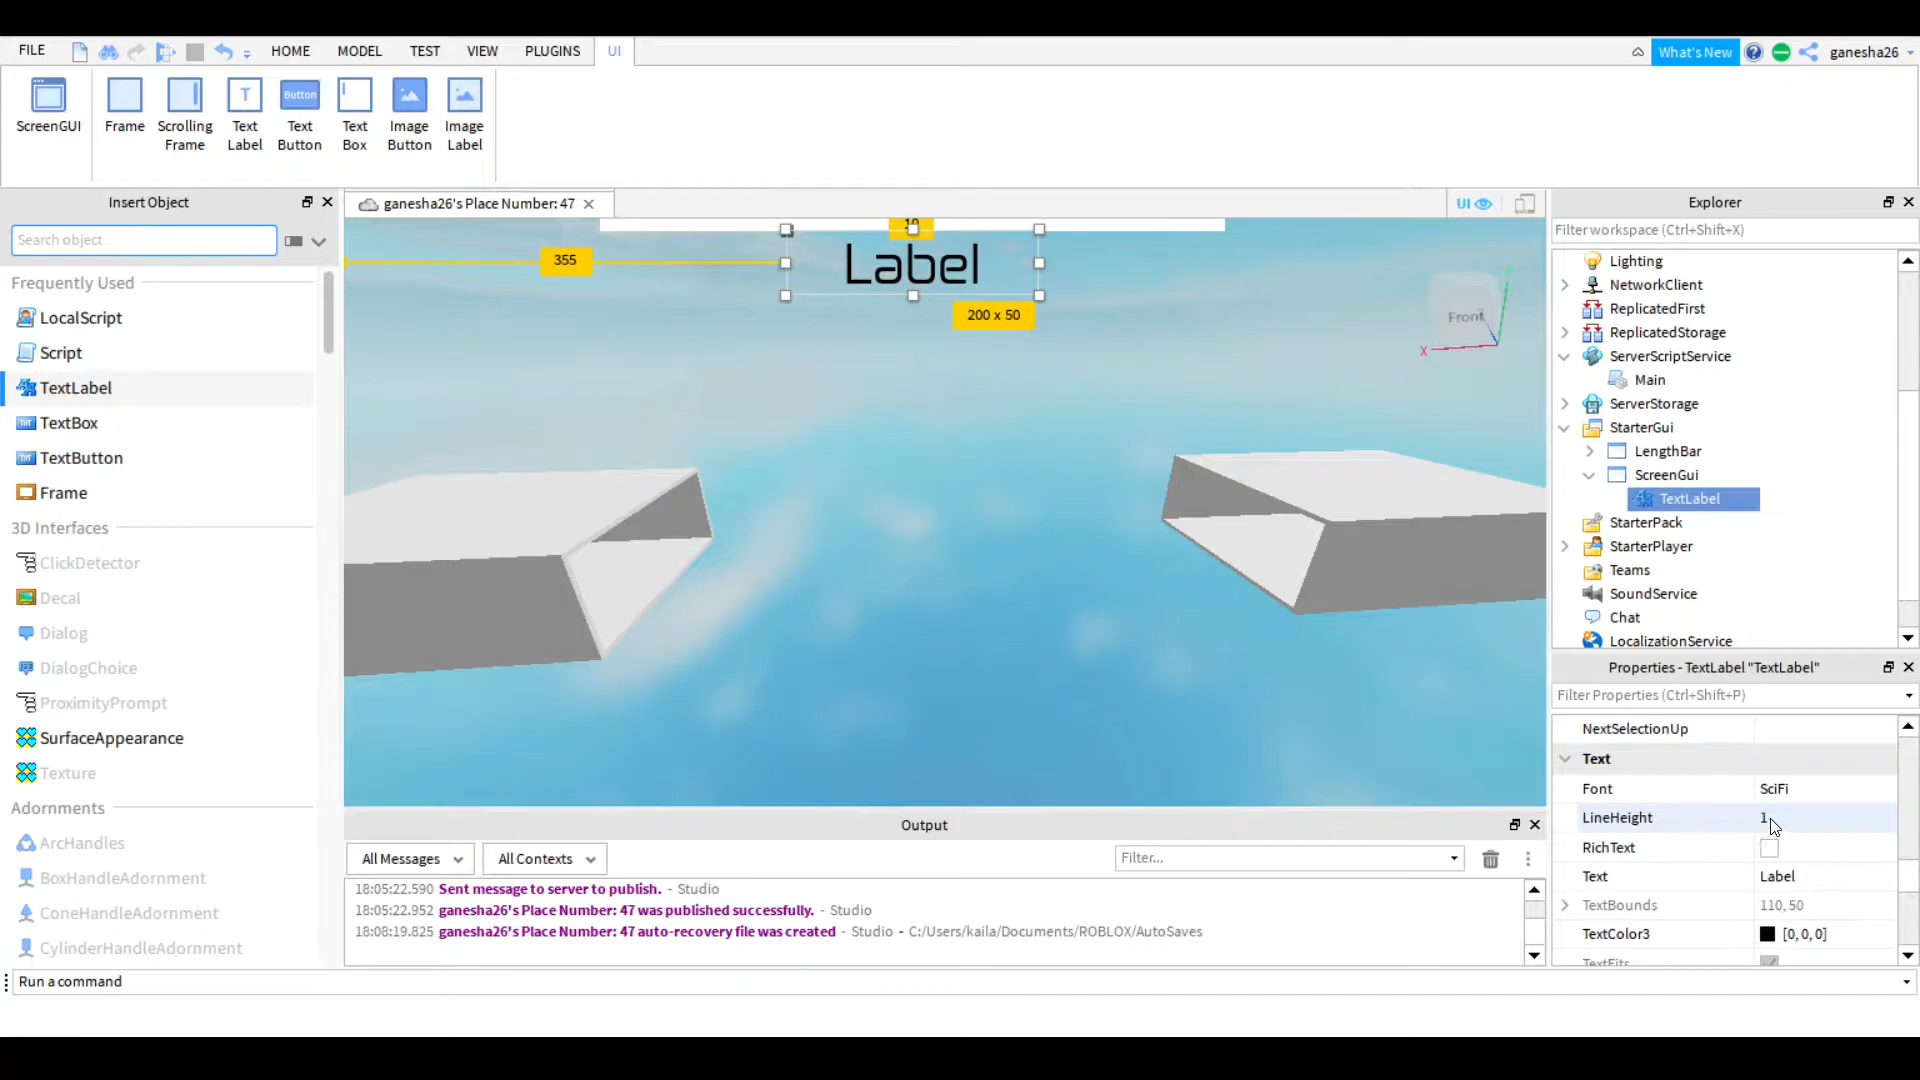 FILE
HOME
MODEL
TEST
VIEW
PLUGINS
UI
What's New
ganesha26
ScreenGUI
Frame
Scrolling
Frame
Text
Label
Button
Text
Button
Text
Box
Image
Button
Image
Label
Insert Object
Search object
Frequently Used
LocalScript
Script
TextLabel
TextBox
TextButton
Frame
3D Interfaces
ClickDetector
Decal
Dialog
DialogChoice
ProximityPrompt
SurfaceAppearance
Texture
Adornments
ArcHandles
BoxHandleAdornment
ConeHandleAdornment
CylinderHandleAdornment
ganesha26's Place Number: 47
UI
10
355
Label
200 x 50
Front
X
Output
All Messages
All Contexts
Filter...
18:05:22.590 Sent message to server to publish. - Studio
18:05:22.952 ganesha26's Place Number: 47 was published successfully. - Studio
18:08:19.825 ganesha26's Place Number: 47 auto-recovery file was created - Studio - C:/Users/kaila/Documents/ROBLOX/AutoSaves
Run a command
Explorer
Filter workspace (Ctrl+Shift+X)
Lighting
NetworkClient
ReplicatedFirst
ReplicatedStorage
ServerScriptService
Main
ServerStorage
StarterGui
LengthBar
ScreenGui
TextLabel
StarterPack
StarterPlayer
Teams
SoundService
Chat
LocalizationService
Properties - TextLabel "TextLabel"
Filter Properties (Ctrl+Shift+P)
NextSelectionUp
Text
Font SciFi
LineHeight 1
RichText
Text Label
TextBounds 110, 50
TextColor3 [0, 0, 0]
TextFits